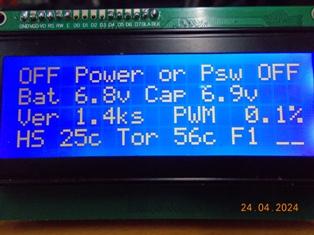 OFF Power or Psw OFF
Bat 6.8v Cap 6.9v
Ver 1.4ks PWM 0.1%
HS 25c Tor 56c F1 __
24.04.2024